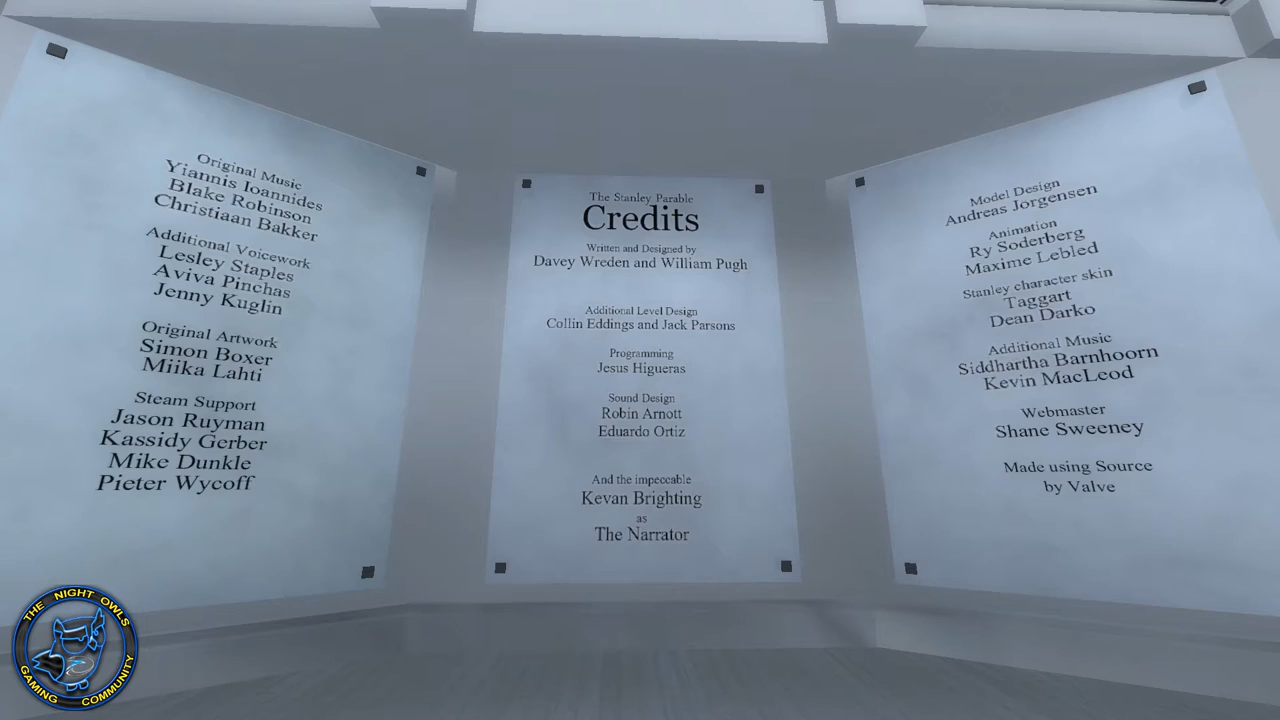 Original Music
Yiannis Ioannides
Blake Robinson
Christiaan Bakker
Additional Voicework
Lesley Staples
Aviva Pinchas
Jenny Kuglin
Original Artwork
Simon Boxer
Miika Lahti
Steam Support
Jason Ruyman
Kassidy Gerber
Mike Dunkle
Pieter Wycoff
The Stanley Parable
Credits
Written and Designed by
Davey Wreden and William Pugh
Additional Level Design
Collin Eddings and Jack Parsons
Programming
Jesus Higueras
Sound Design
Robin Arnott
Eduardo Ortiz
And the impeccable
Kevan Brighting
as
The Narrator
Model Design
Andreas Jörgensen
Animation
Ry Soderberg
Maxime Lebled
Stanley character skin
Taggart
Dean Darko
Additional Music
Siddhartha Barnhoorn
Kevin MacLeod
Webmaster
Shane Sweeney
Made using Source
by Valve
THE NIGHT OWLS
GAMING COMMUNITY